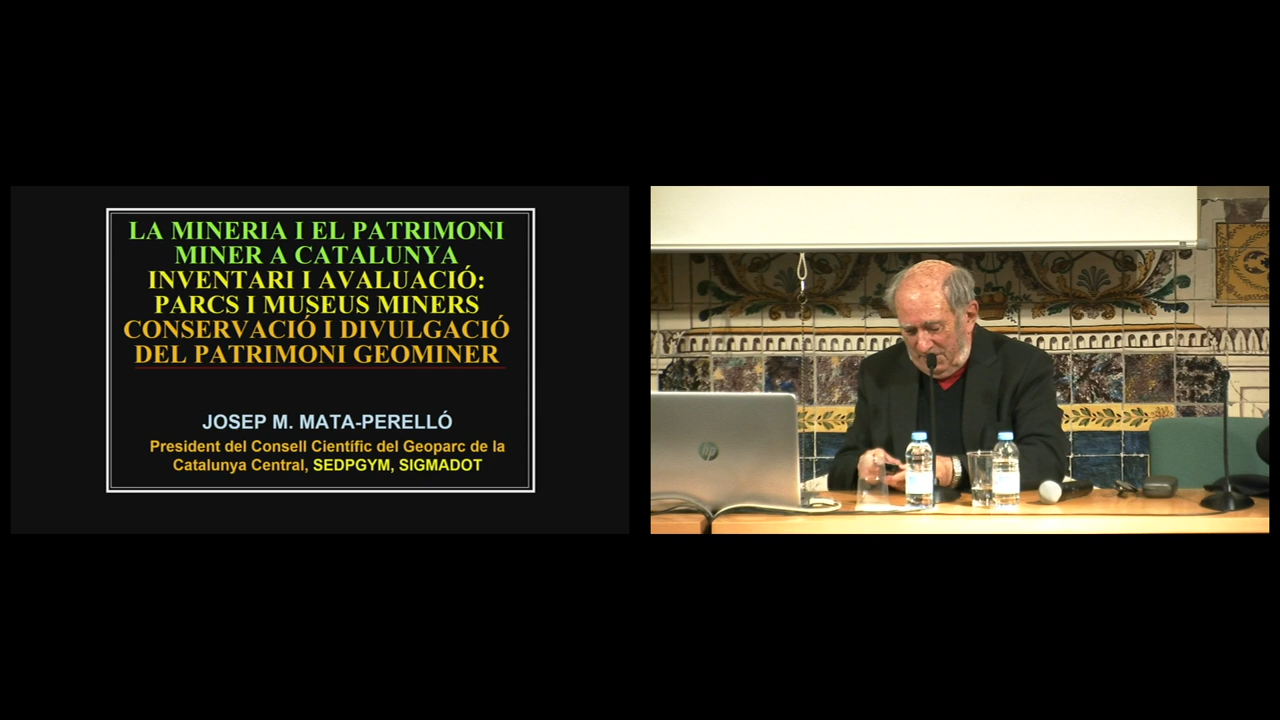 LA MINERIA I EL PATRIMONI
MINER A CATALUNYA
INVENTARI I AVALUACIÓ:
PARCS I MUSEUS MINERS
CONSERVACIÓ I DIVULGACIÓ
DEL PATRIMONI GEOMINER
JOSEP M. MATA-PERELLÓ
President del Consell Científic del Geoparc de la
Catalunya Central, SEDPGYM, SIGMADOT
hp